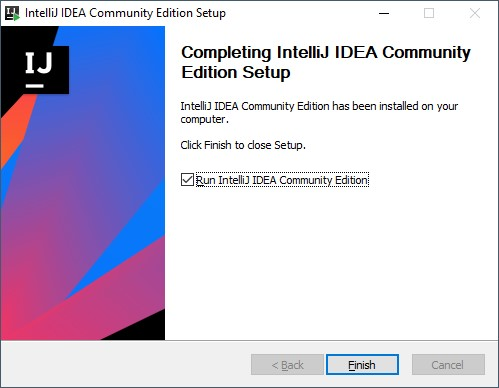 IntelliJ IDEA Community Edition Setup
IJ
Completing IntelliJ IDEA Community
Edition Setup
IntelliJ IDEA Community Edition has been installed on your
computer.
Click Finish to close Setup.
Run IntelliJ IDEA Community Edition
< Back
Finish
Cancel